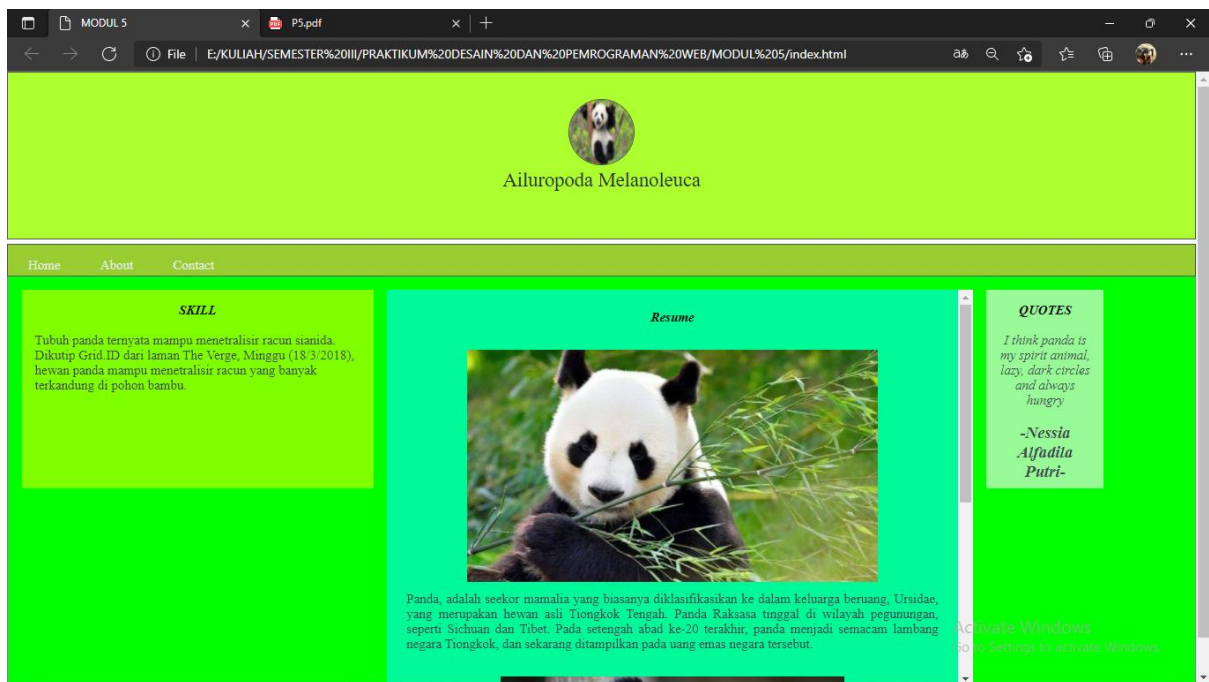 MODUL 5
P5.pdf
File
E:/KULIAH/SEMESTER%20III/PRAKTIKUM%20DESAIN%20DAN%20PEMROGRAMAN%20WEB/MODUL%205/index.html
Ailuropoda Melanoleuca
Home About Contact
SKILL
Tubuh panda ternyata mampu menetralisir racun sianida.
Dikutip Grid.ID dari laman The Verge, Minggu (18/3/2018),
hewan panda mampu menetralisir racun yang banyak
terkandung di pohon bambu.
Resume
Panda, adalah seekor mamalia yang biasanya diklasifikasikan ke dalam keluarga beruang, Ursidae,
yang merupakan hewan asli Tiongkok Tengah. Panda Raksasa tinggal di wilayah pegunungan,
seperti Sichuan dan Tibet. Pada setengah abad ke-20 terakhir, panda menjadi semacam lambang
negara Tiongkok, dan sekarang ditampilkan pada uang emas negara tersebut.
QUOTES
I think panda is
my spirit animal,
lazy, dark circles
and always
hungry
-Nessia
Alfadila
Putri-
Activate Windows
Go to Settings to activate Windows.